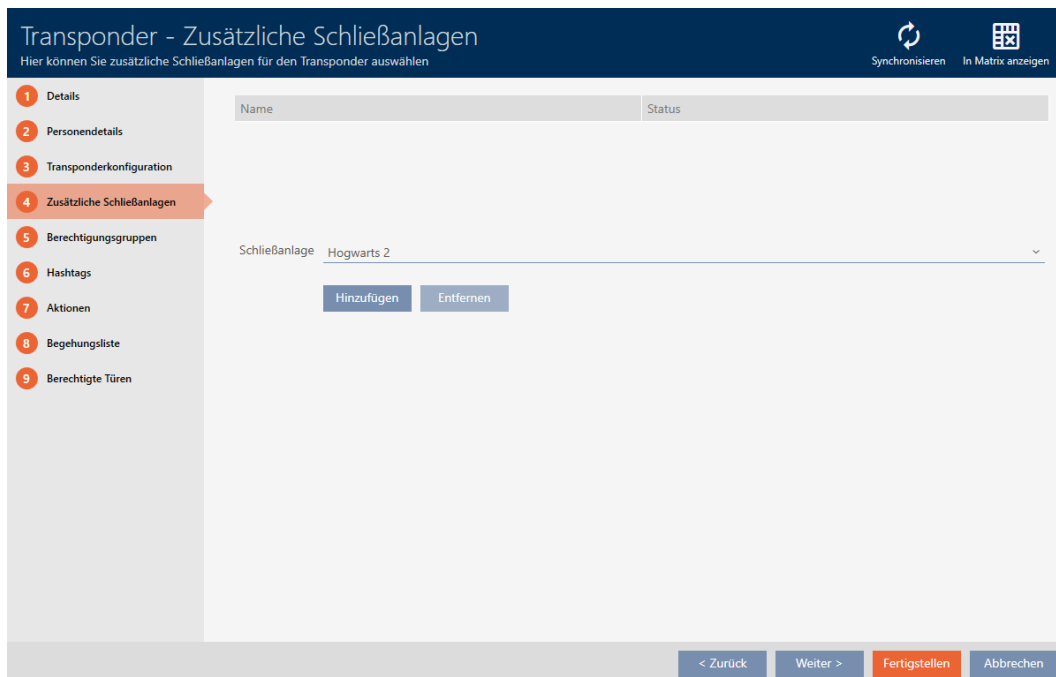 Transponder - Zusätzliche Schließanlagen
Hier können Sie zusätzliche Schließanlagen für den Transponder auswählen
Synchronisieren
In Matrix anzeigen
1 Details
2 Personendetails
3 Transponderkonfiguration
4 Zusätzliche Schließanlagen
5 Berechtigungsgruppen
6 Hashtags
7 Aktionen
8 Begehungsliste
9 Berechtigte Türen
Name Status
Schließanlage Hogwarts 2
Hinzufügen Entfernen
< Zurück Weiter > Fertigstellen Abbrechen